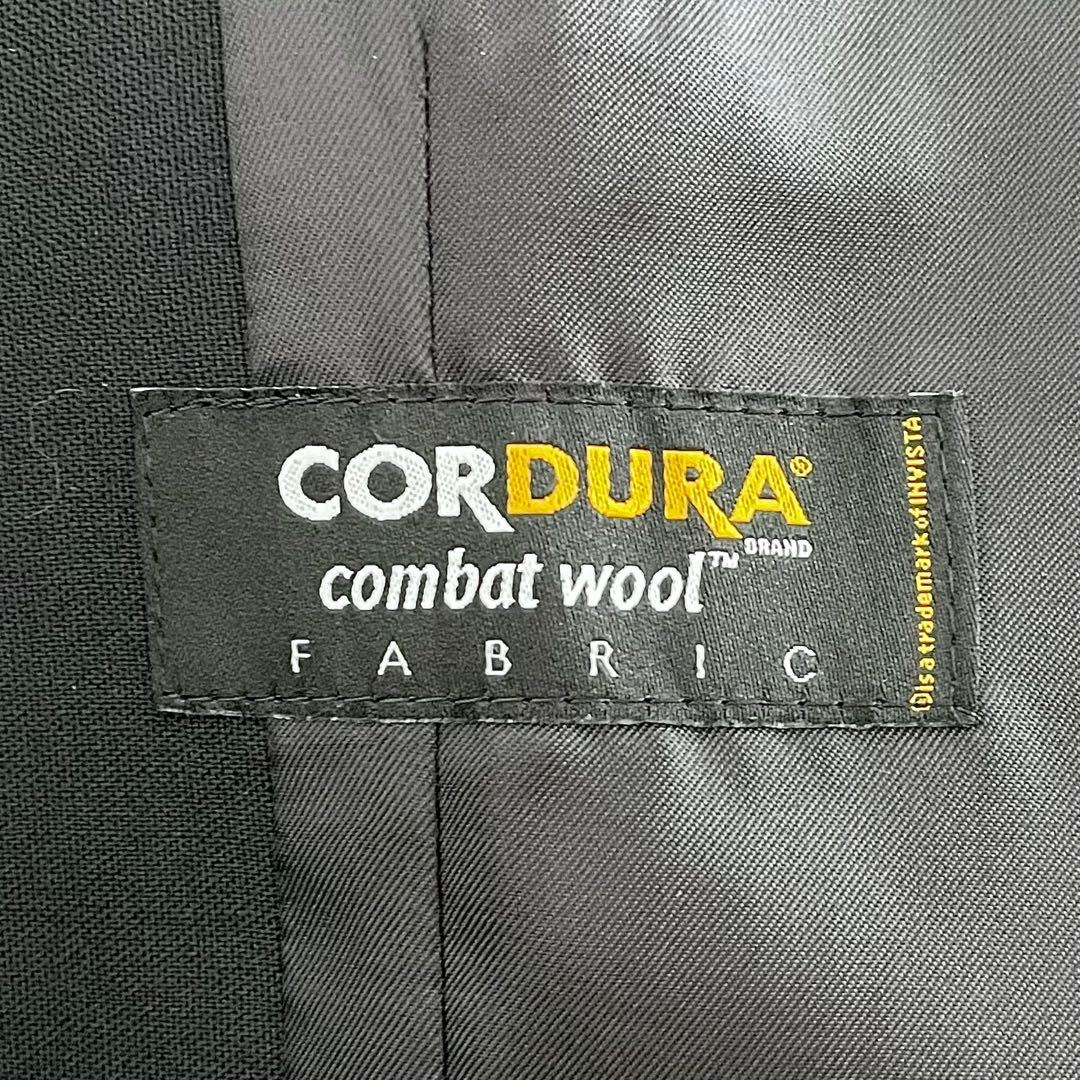 CORDURA®
BRAND
combat wool™
FABRIC
® is a trademark of INVISTA